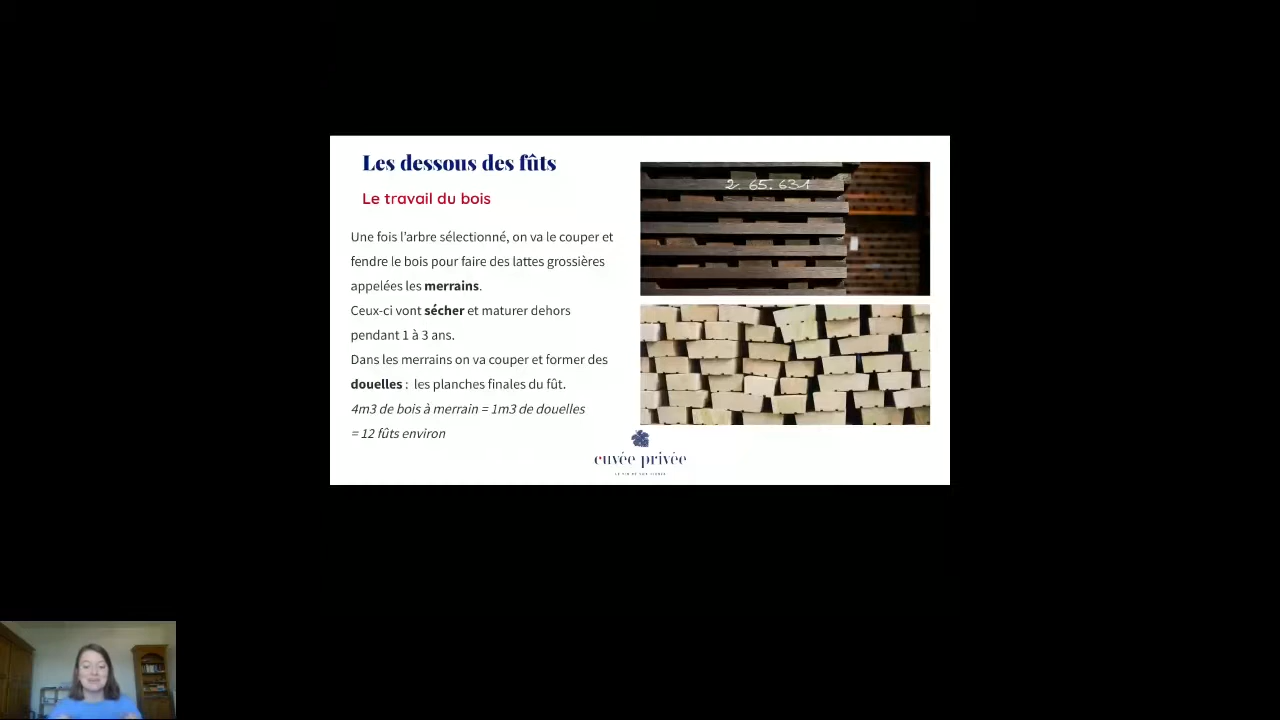 Les dessous des fûts
Le travail du bois
Une fois l’arbre sélectionné, on va le couper et
fendre le bois pour faire des lattes grossières
appelées les merrains.
Ceux-ci vont sécher et maturer dehors
pendant 1 à 3 ans.
Dans les merrains on va couper et former des
douelles : les planches finales du fût.
4m3 de bois à merrain = 1m3 de douelles
= 12 fûts environ
2. 65. 631
cuvée privée